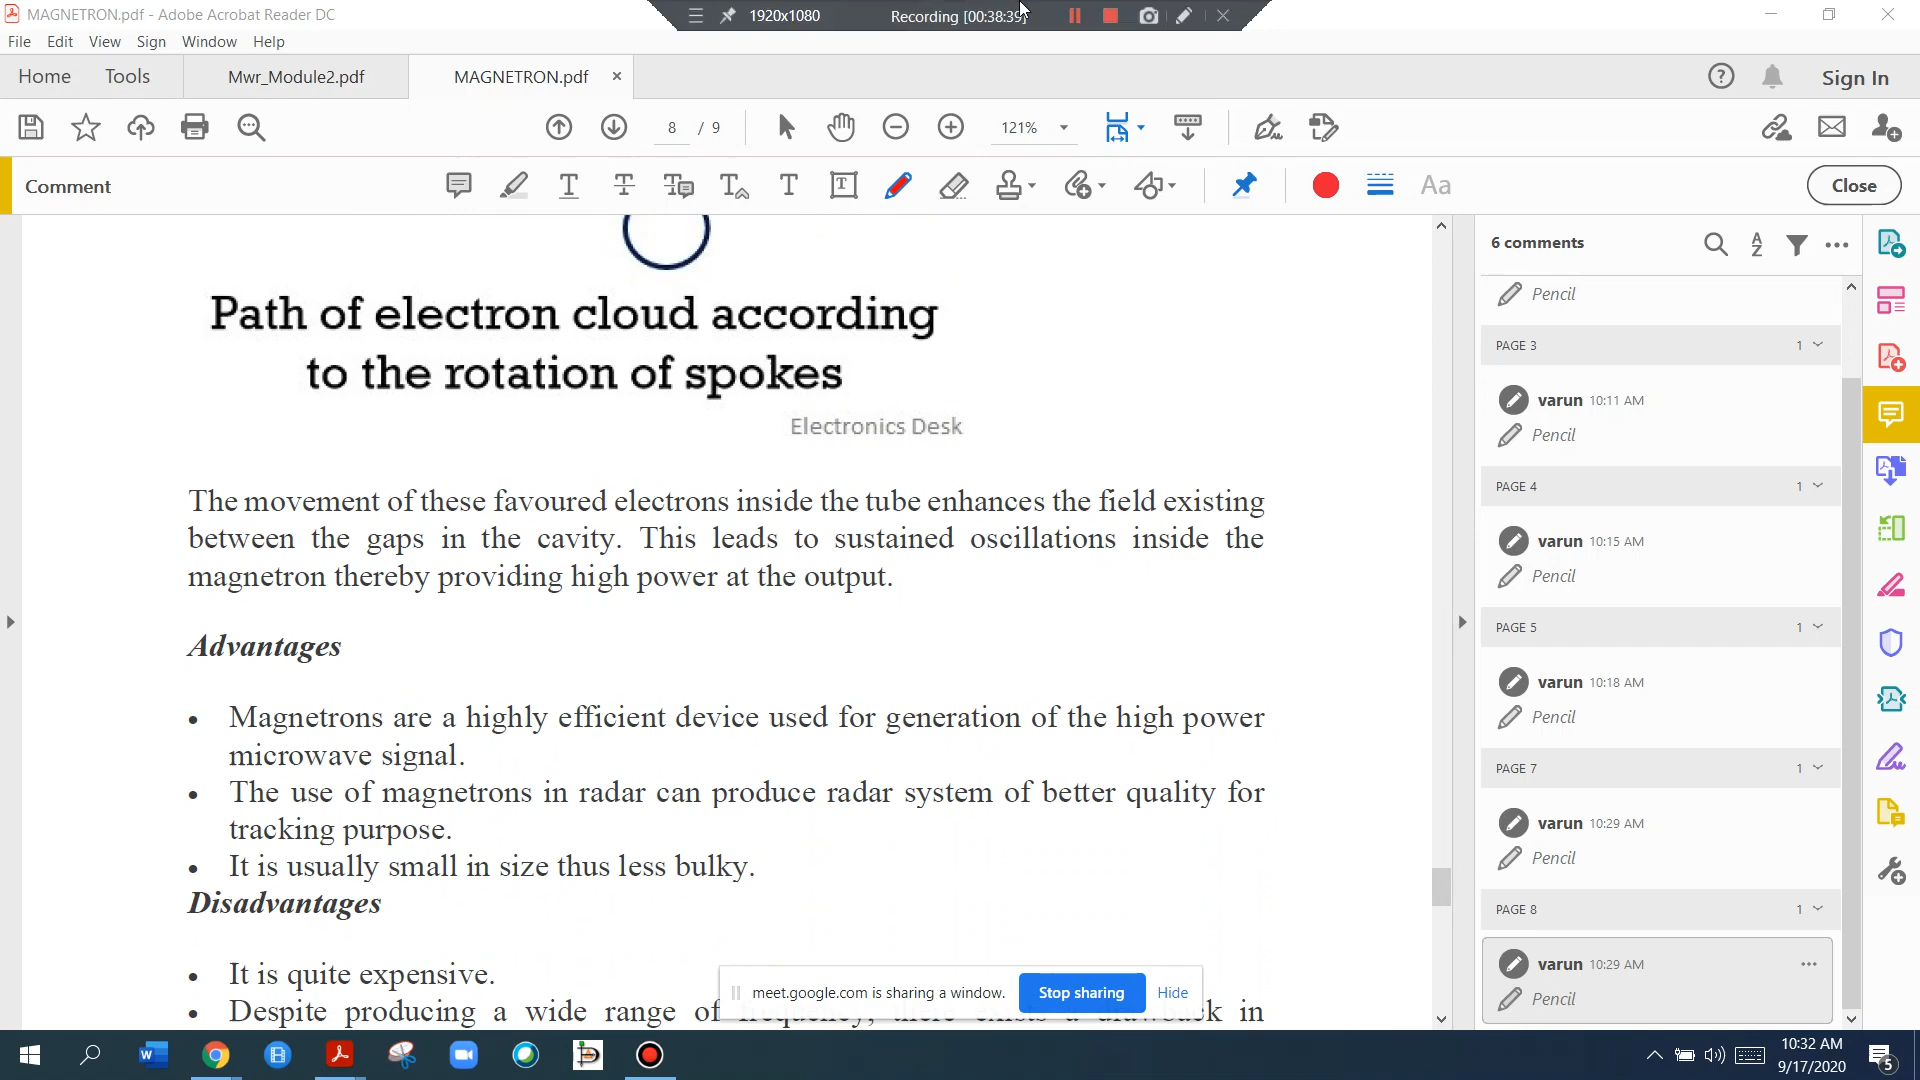 MAGNETRON.pdf - Adobe Acrobat Reader DC
1920x1080
Recording [00:38:39]
File Edit View Sign Window Help
Home Tools Mwr_Module2.pdf MAGNETRON.pdf × Sign In
8 / 9 121%
Comment Aa Close
6 comments
Path of electron cloud according
to the rotation of spokes
Electronics Desk
The movement of these favoured electrons inside the tube enhances the field existing
between the gaps in the cavity. This leads to sustained oscillations inside the
magnetron thereby providing high power at the output.
Advantages
• Magnetrons are a highly efficient device used for generation of the high power
microwave signal.
• The use of magnetrons in radar can produce radar system of better quality for
tracking purpose.
• It is usually small in size thus less bulky.
Disadvantages
• It is quite expensive.
• Despite producing a wide range of
in
meet.google.com is sharing a window. Stop sharing Hide
Pencil
PAGE 3 1
varun 10:11 AM
Pencil
PAGE 4 1
varun 10:15 AM
Pencil
PAGE 5 1
varun 10:18 AM
Pencil
PAGE 7 1
varun 10:29 AM
Pencil
PAGE 8 1
varun 10:29 AM
Pencil
10:32 AM
9/17/2020
5